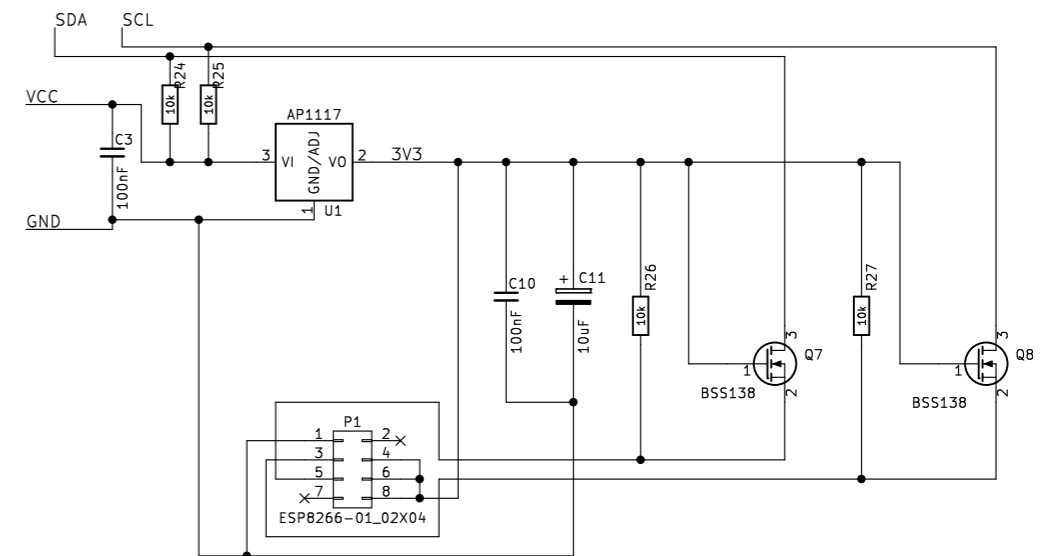 SDA SCL
R24 R25
10k 10k
VCC
AP1117
C3
100nF
3 VI GND/ADJ VO 2
3V3
1 U1
GND
C10
100nF
+ C11
10uF
R26
10k
R27
10k
3
1 Q7
2
BSS138
3
1 Q8
2
BSS138
P1
1 2
3 4
5 6
7 8
ESP8266-01_02X04